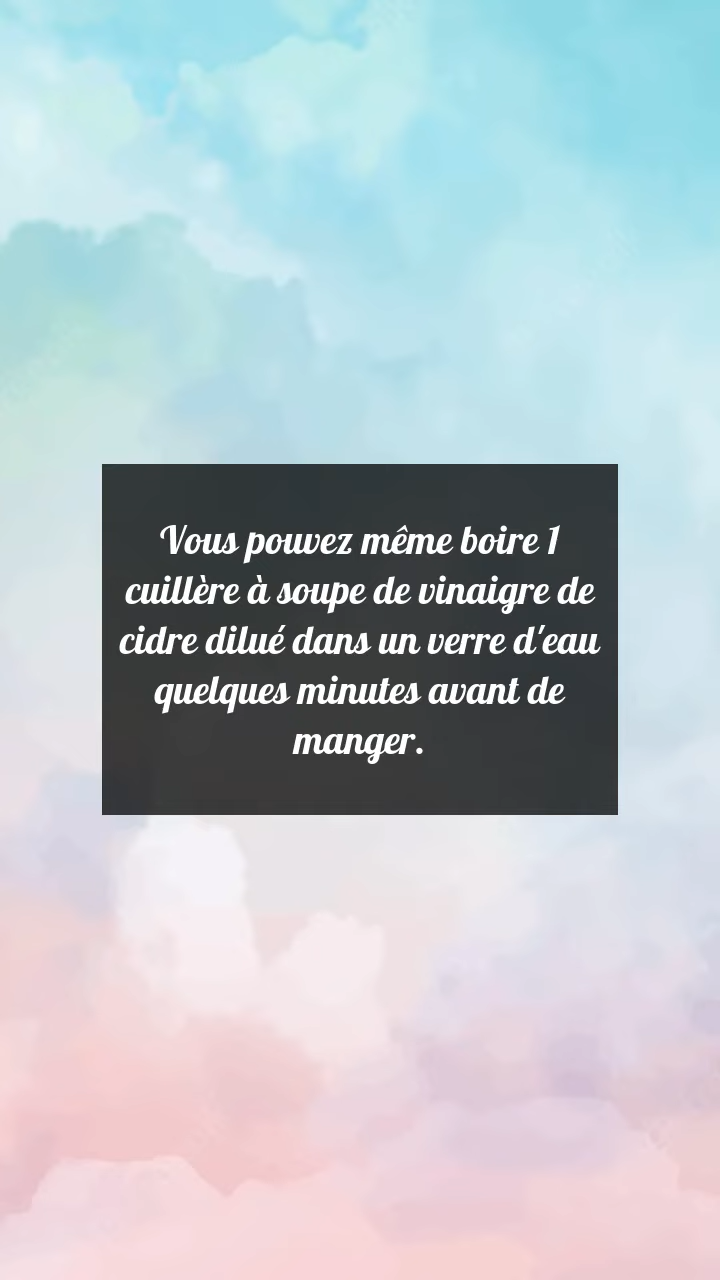 Vous pouvez même boire 1
cuillère à soupe de vinaigre de
cidre dilué dans un verre d'eau
quelques minutes avant de
manger.